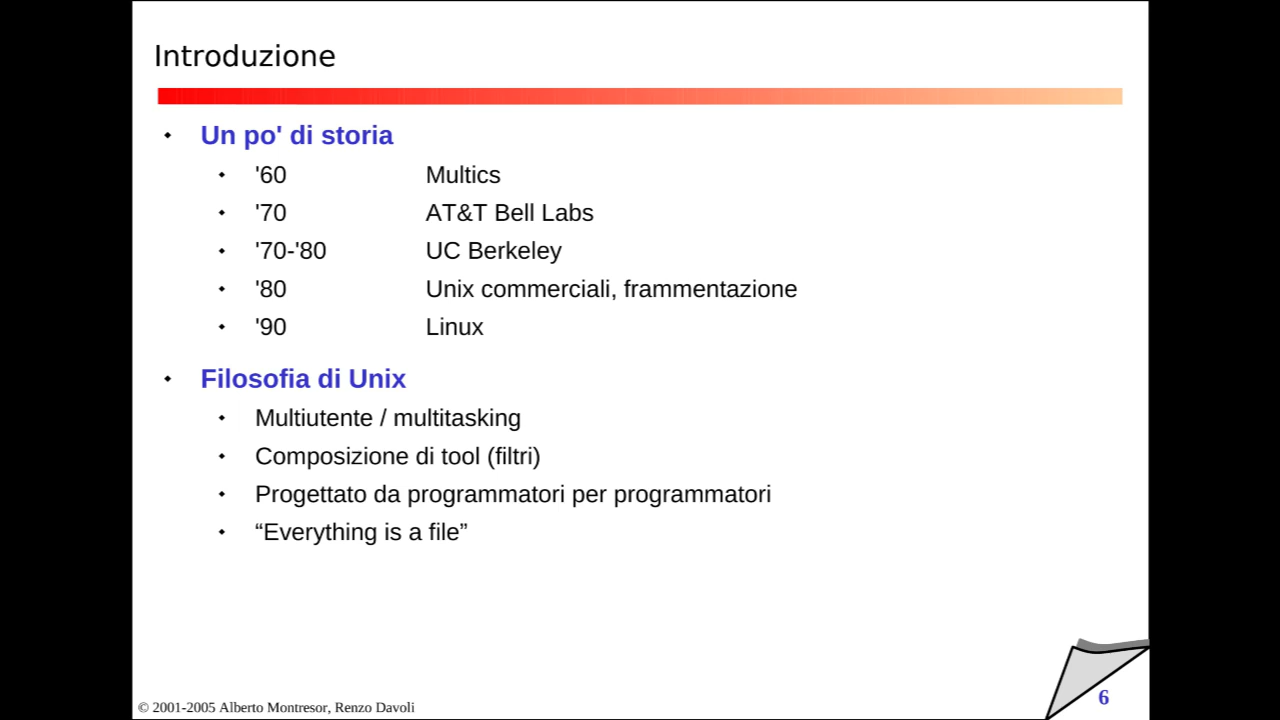 Introduzione
Un po' di storia
'60 Multics
'70 AT&T Bell Labs
'70-'80 UC Berkeley
'80 Unix commerciali, frammentazione
'90 Linux
Filosofia di Unix
Multiutente / multitasking
Composizione di tool (filtri)
Progettato da programmatori per programmatori
“Everything is a file”
© 2001-2005 Alberto Montresor, Renzo Davoli
6